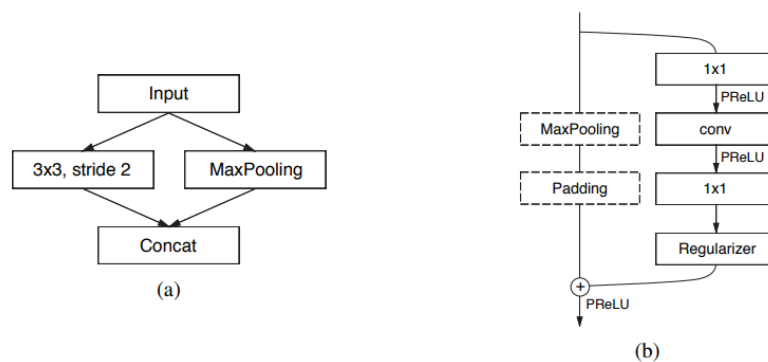 Input
3x3, stride 2
MaxPooling
Concat
(a)
1x1
PReLU
MaxPooling
conv
PReLU
Padding
1x1
Regularizer
+
PReLU
(b)